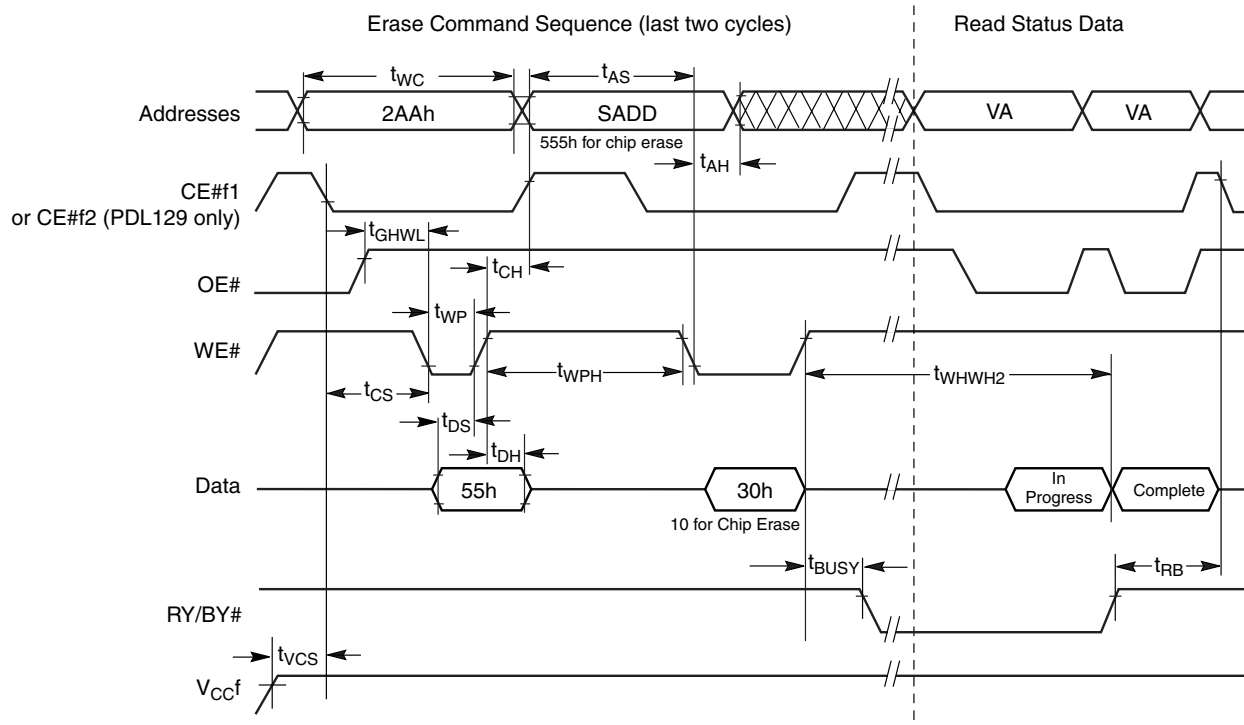 Erase Command Sequence (last two cycles)
Read Status Data
tWC
tAS
Addresses
2AAh
SADD
VA
VA
555h for chip erase
tAH
CE#f1
or CE#f2 (PDL129 only)
tGHWL
tCH
OE#
tWP
WE#
tWPH
tWHWH2
tCS
tDS
tDH
Data
55h
30h
In
Progress
Complete
10 for Chip Erase
tBUSY
tRB
RY/BY#
tVCS
VCCf